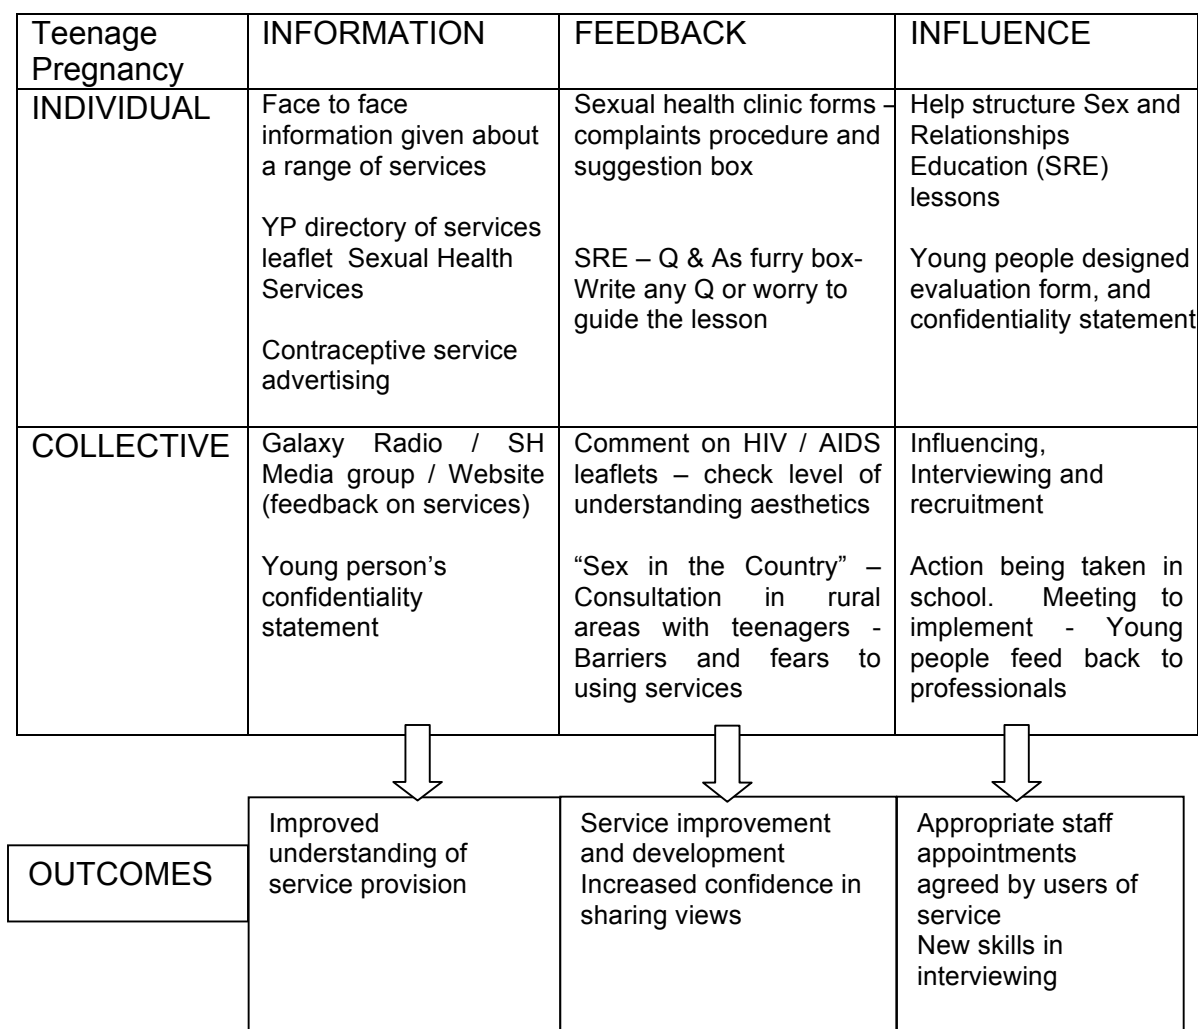 Teenage
Pregnancy
INFORMATION
FEEDBACK
INFLUENCE
INDIVIDUAL
Face to face
information given about
a range of services
YP directory of services
leaflet  Sexual Health
Services
Contraceptive service
advertising
Sexual health clinic forms –
complaints procedure and
suggestion box
SRE – Q & As furry box-
Write any Q or worry to
guide the lesson
Help structure Sex and
Relationships
Education (SRE)
lessons
Young people designed
evaluation form, and
confidentiality statement
COLLECTIVE
Galaxy Radio / SH
Media group / Website
(feedback on services)
Young person’s
confidentiality
statement
Comment on HIV / AIDS
leaflets – check level of
understanding aesthetics
“Sex in the Country” –
Consultation in rural
areas with teenagers -
Barriers and fears to
using services
Influencing,
Interviewing and
recruitment
Action being taken in
school. Meeting to
implement - Young
people feed back to
professionals
OUTCOMES
Improved
understanding of
service provision
Service improvement
and development
Increased confidence in
sharing views
Appropriate staff
appointments
agreed by users of
service
New skills in
interviewing